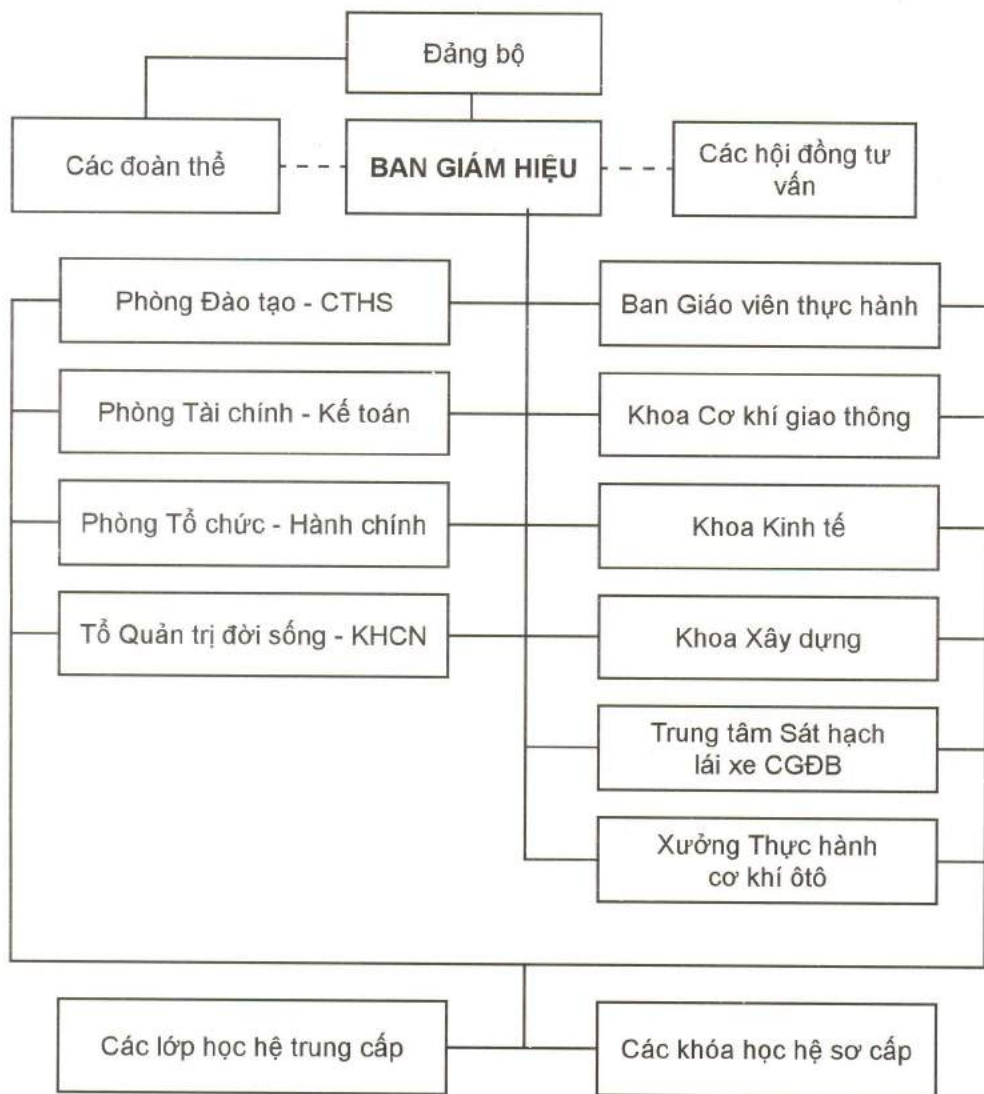 Đảng bộ
Các đoàn thể
BAN GIÁM HIỆU
Các hội đồng tư
vấn
Phòng Đào tạo - CTHS
Ban Giáo viên thực hành
Phòng Tài chính - Kế toán
Khoa Cơ khí giao thông
Phòng Tổ chức - Hành chính
Khoa Kinh tế
Tổ Quản trị đời sống - KHCN
Khoa Xây dựng
Trung tâm Sát hạch
lái xe CGĐB
Xưởng Thực hành
cơ khí ôtô
Các lớp học hệ trung cấp
Các khóa học hệ sơ cấp